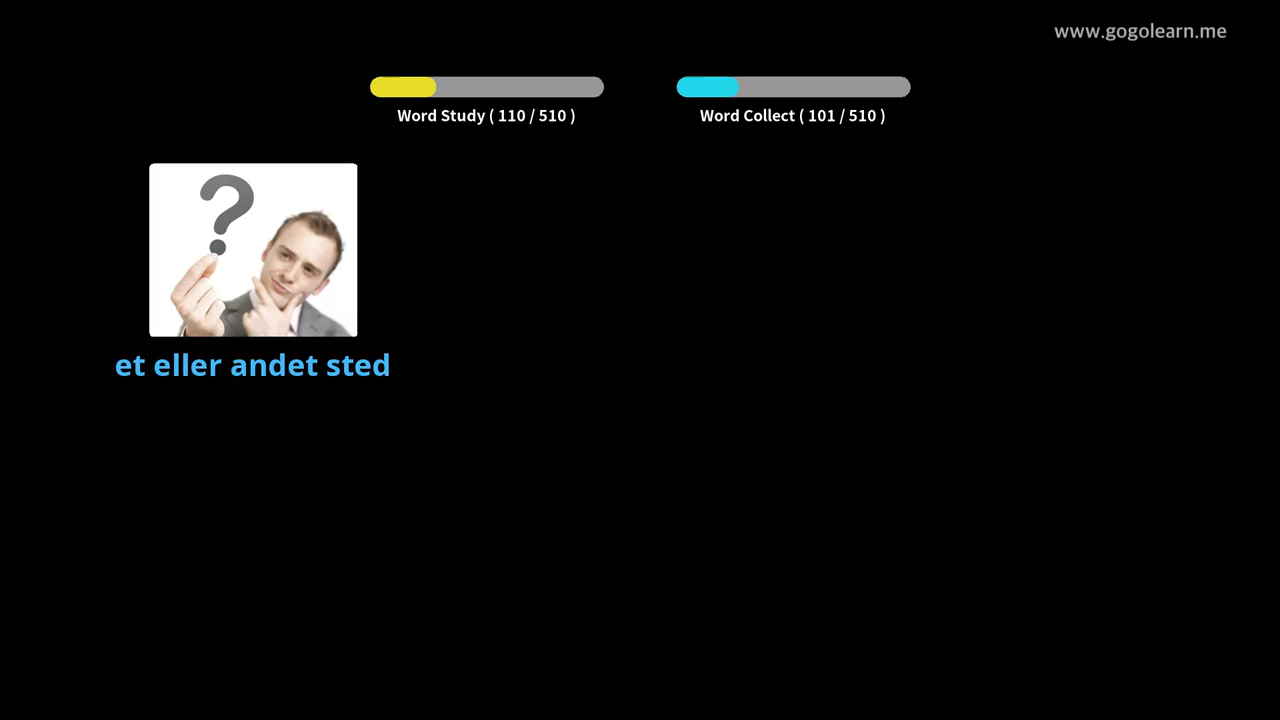 www.gogolearn.me
Word Study ( 110 / 510 )
Word Collect ( 101 / 510 )
?
et eller andet sted